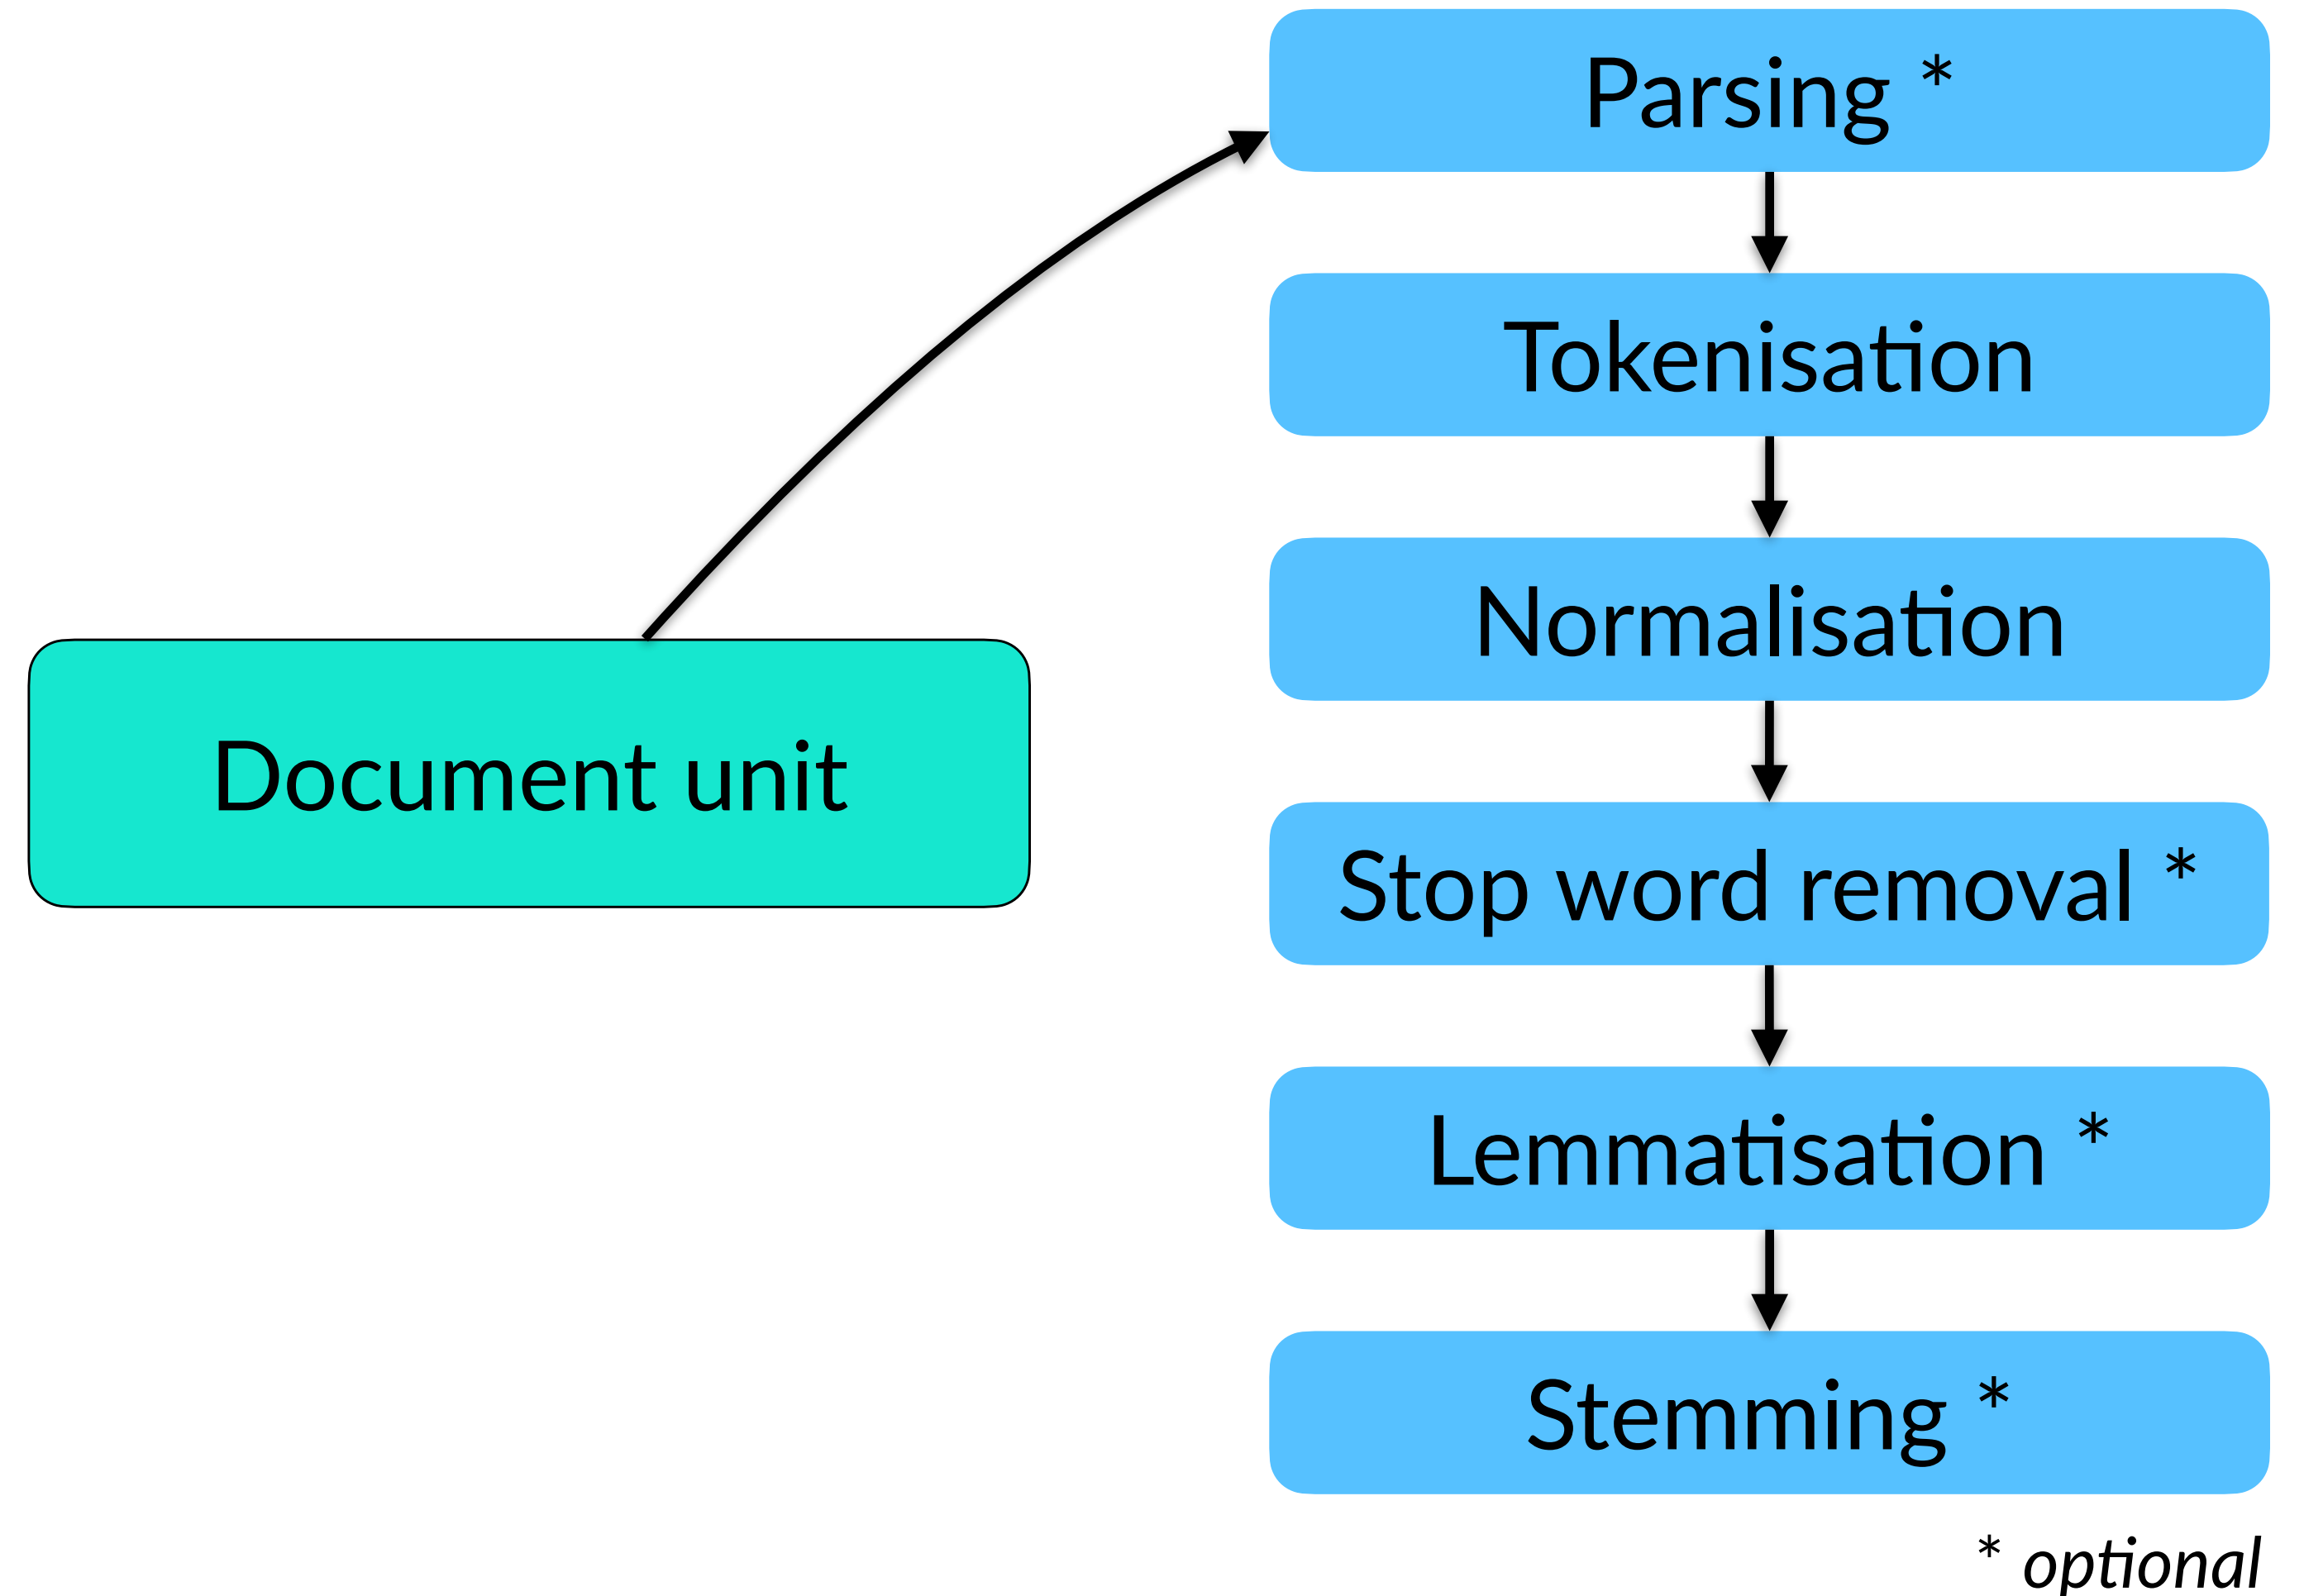 Parsing *
Tokenisation
Normalisation
Document unit
Stop word removal *
Lemmatisation *
Stemming *
* optional